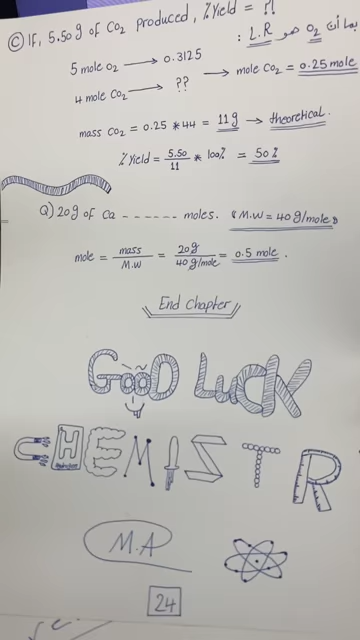 C If, 5.50 g of CO2 produced, % Yield = ?!
بما أن O2 هو L.R :
5 mole O2 → 0.3125
4 mole CO2 → ?? → mole CO2 = 0.25 mole
mass CO2 = 0.25 * 44 = 11 g → theoretical.
% Yield = 5.50/11 * 100% = 50 %
Q) 20 g of Ca ------ moles. (M.W = 40 g/mole)
mole = mass/M.W = 20 g/40 g/mole = 0.5 mole.
End chapter
GOOD LUCK
CHEMISTR
M.A
24